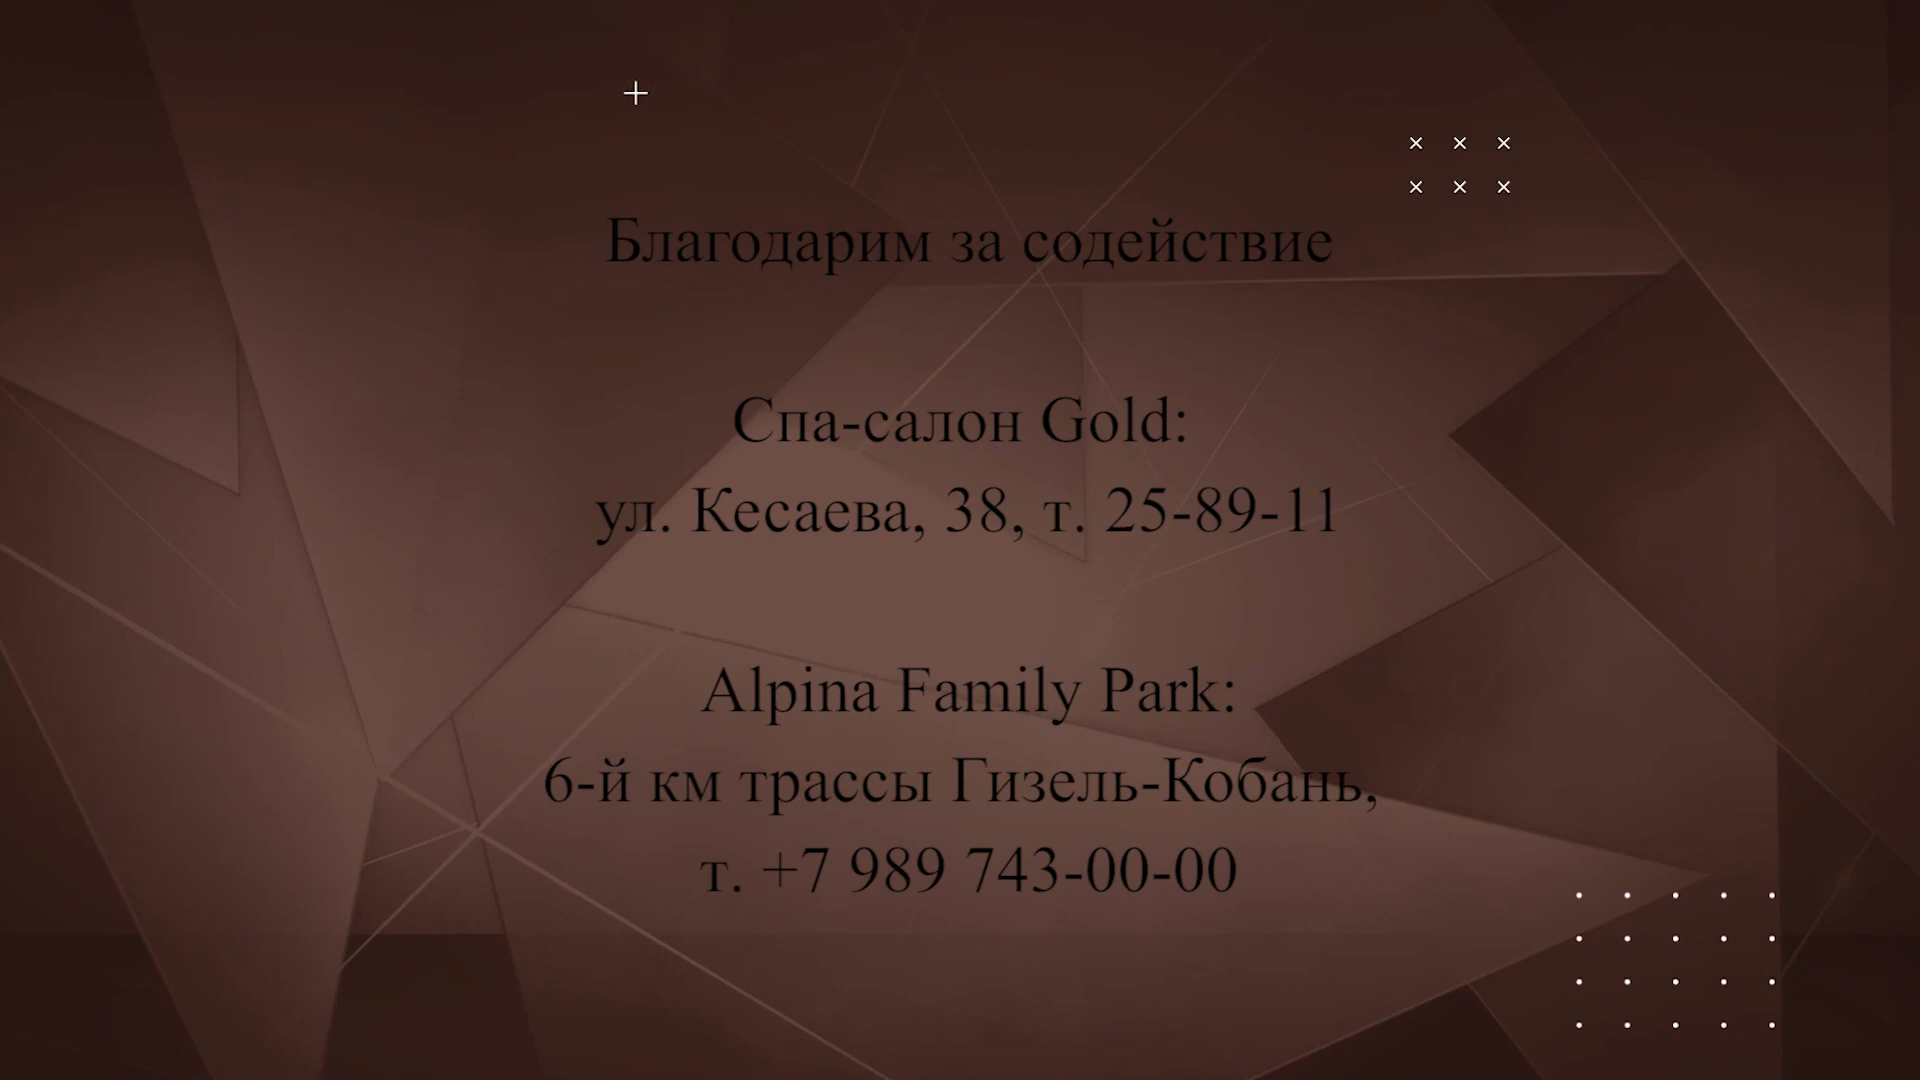 Благодарим за содействие
Спа-салон Gold:
ул. Кесаева, 38, т. 25-89-11
Alpina Family Park:
6-й км трассы Гизель-Кобань,
т. +7 989 743-00-00